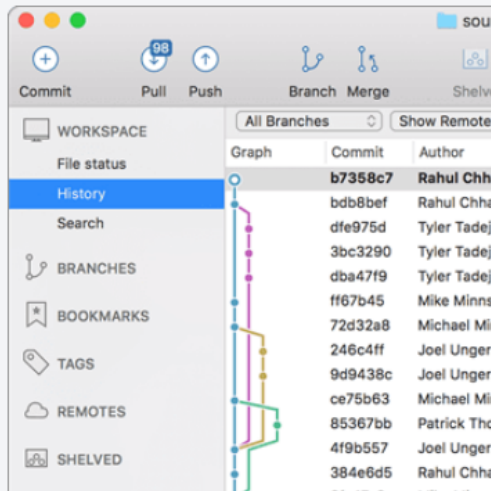 sou
98
Commit Pull Push Branch Merge Shelv
WORKSPACE
File status
History
Search
BRANCHES
BOOKMARKS
TAGS
REMOTES
SHELVED
All Branches Show Remote
Graph Commit Author
b7358c7 Rahul Chh
bdb8bef Rahul Chha
dfe975d Tyler Tadej
3bc3290 Tyler Tadej
dba47f9 Tyler Tadej
ff67b45 Mike Minns
72d32a8 Michael Mi
246c4ff Joel Unger
9d9438c Joel Unger
ce75b63 Michael Mi
85367bb Patrick Tho
4f9b557 Joel Unger
384e6d5 Rahul Chha